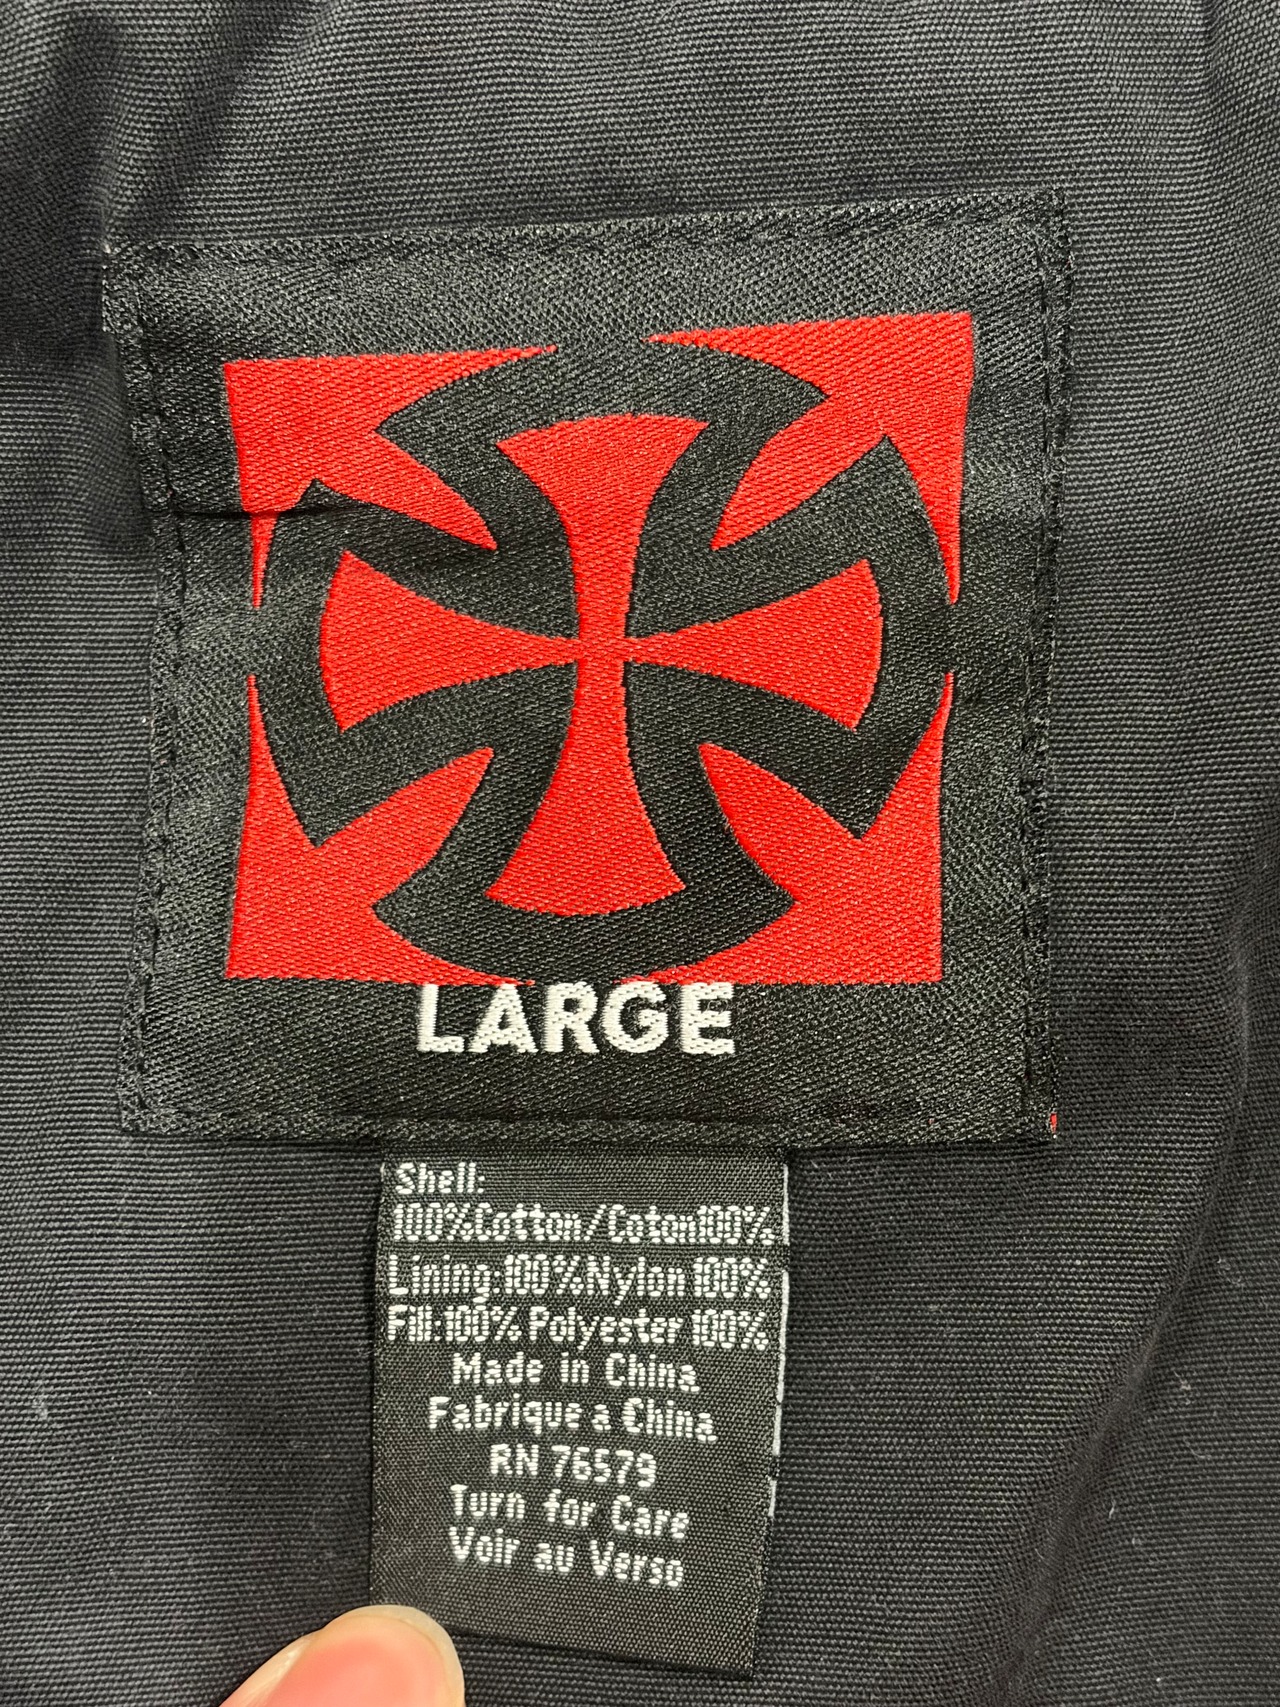 LARGE
Shell:
100%Cotton/Coton100%
Lining:100%Nylon 100%
Fill:100% Polyester 100%
Made in China
Fabrique a China
RN 76579
Turn for Care
Voir au Verso